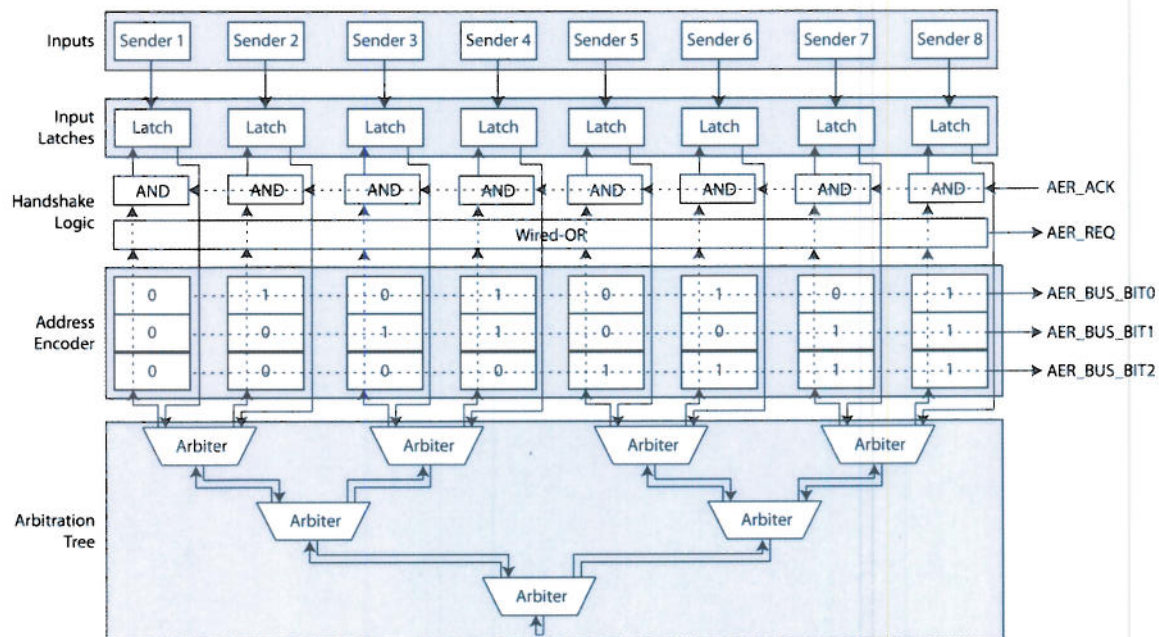 Inputs Sender 1 Sender 2 Sender 3 Sender 4 Sender 5 Sender 6 Sender 7 Sender 8
Input
Latches
Latch Latch Latch Latch Latch Latch Latch Latch
Handshake
Logic
AND AND AND AND AND AND AND AND AER_ACK
Wired-OR AER_REQ
Address
Encoder
0 1 0 1 0 1 0 1 AER_BUS_BIT0
0 0 1 1 0 0 1 1 AER_BUS_BIT1
0 0 0 0 1 1 1 1 AER_BUS_BIT2
Arbitration
Tree
Arbiter Arbiter Arbiter Arbiter
Arbiter Arbiter
Arbiter